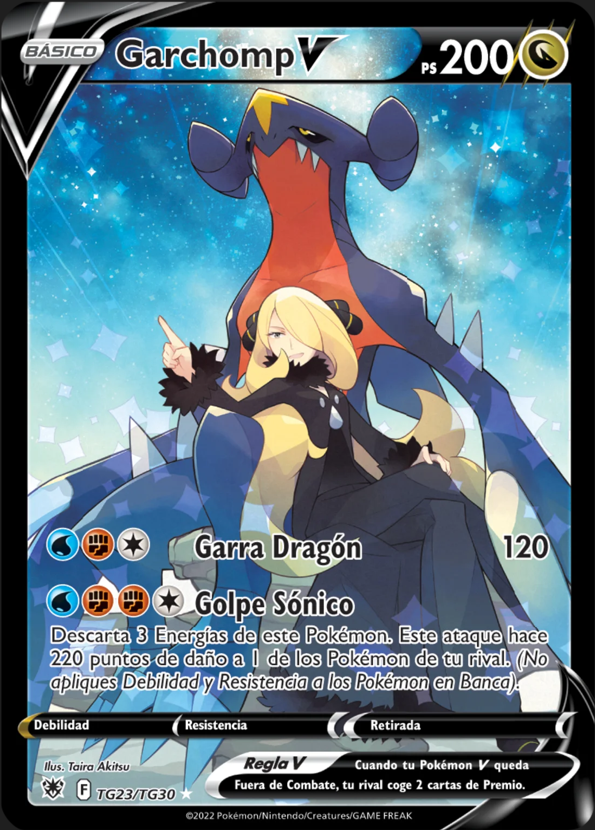 BÁSICO Garchomp V PS 200
Garra Dragón 120
Golpe Sónico
Descarta 3 Energías de este Pokémon. Este ataque hace
220 puntos de daño a 1 de los Pokémon de tu rival. (No
apliques Debilidad y Resistencia a los Pokémon en Banca).
Debilidad Resistencia Retirada
Ilus. Taira Akitsu
F TG23/TG30
Regla V Cuando tu Pokémon V queda
Fuera de Combate, tu rival coge 2 cartas de Premio.
©2022 Pokémon/Nintendo/Creatures/GAME FREAK